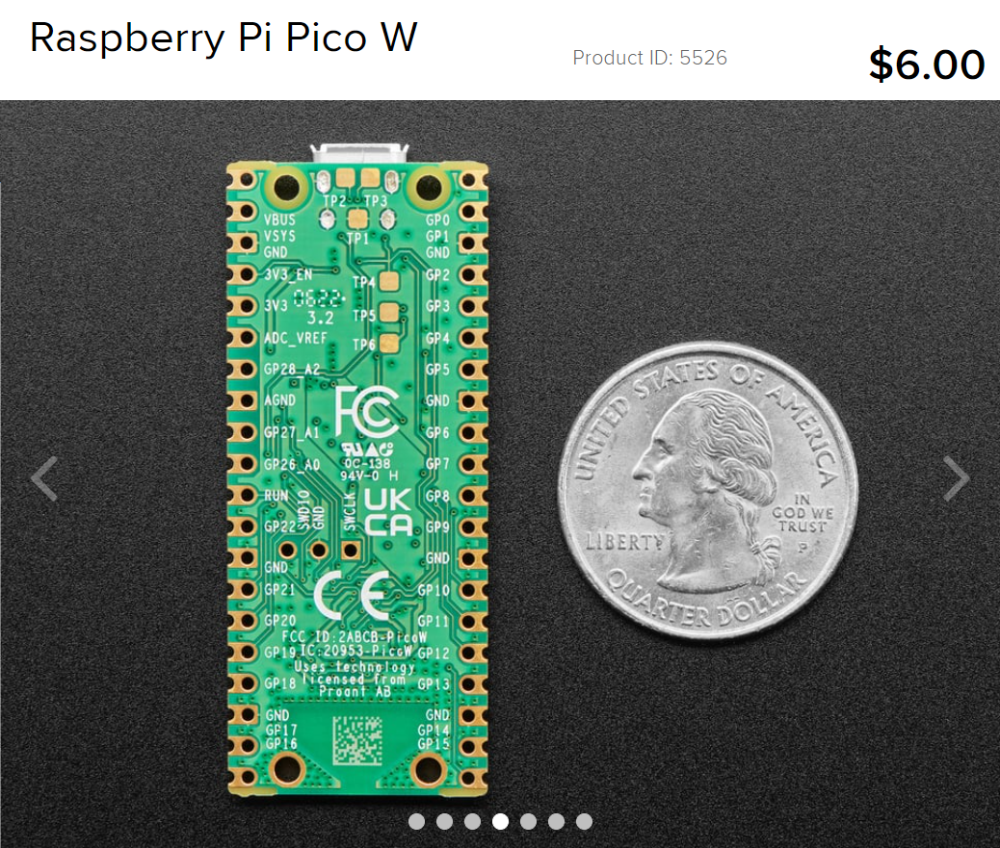 Raspberry Pi Pico W
Product ID: 5526
$6.00
TP2 TP3
VBUS
GP0
TP1
VSYS
GP1
GND
GND
3V3_EN
GP2
TP4
0622
3V3
GP3
3.2
TP5
ADC_VREF
GP4
TP6
GP28_A2
GP5
AGND
GND
FC
GP27_A1
GP6
GP26_A0
0C-138
GP7
94V-0 H
RUN
GP8
SWDIO
GND
SWCLK
UK
CA
GP22
GP9
GND
GND
GP21
CE
GP10
GP20
GP11
FCC ID:2ABCB-PicoW
GP19
IC:20953-PicoW
GP12
Uses technology
GP18
licensed from
GP13
Proant AB
GND
GND
GP17
GP14
GP16
GP15
UNITED STATES OF AMERICA
IN
GOD WE
TRUST
LIBERTY
P
QUARTER DOLLAR